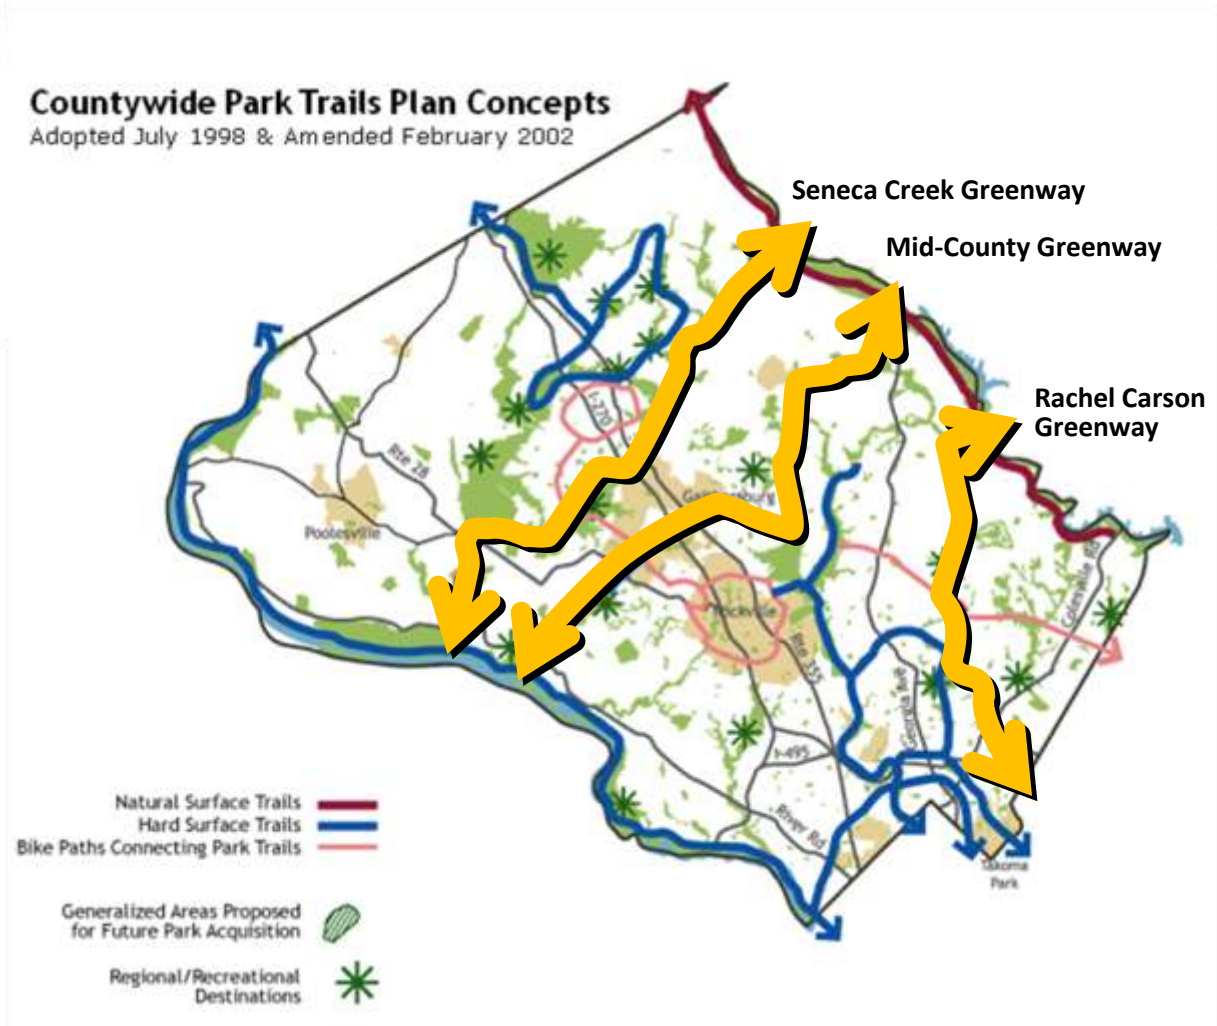 Countywide Park Trails Plan Concepts
Adopted July 1998 & Amended February 2002
Seneca Creek Greenway
Mid-County Greenway
Rachel Carson
Greenway
I-270
Rte 28
Poolesville
Rte 355
Georgia Ave
Colesville Rd
I-495
River Rd
Takoma
Park
Natural Surface Trails
Hard Surface Trails
Bike Paths Connecting Park Trails
Generalized Areas Proposed
for Future Park Acquisition
Regional/Recreational
Destinations